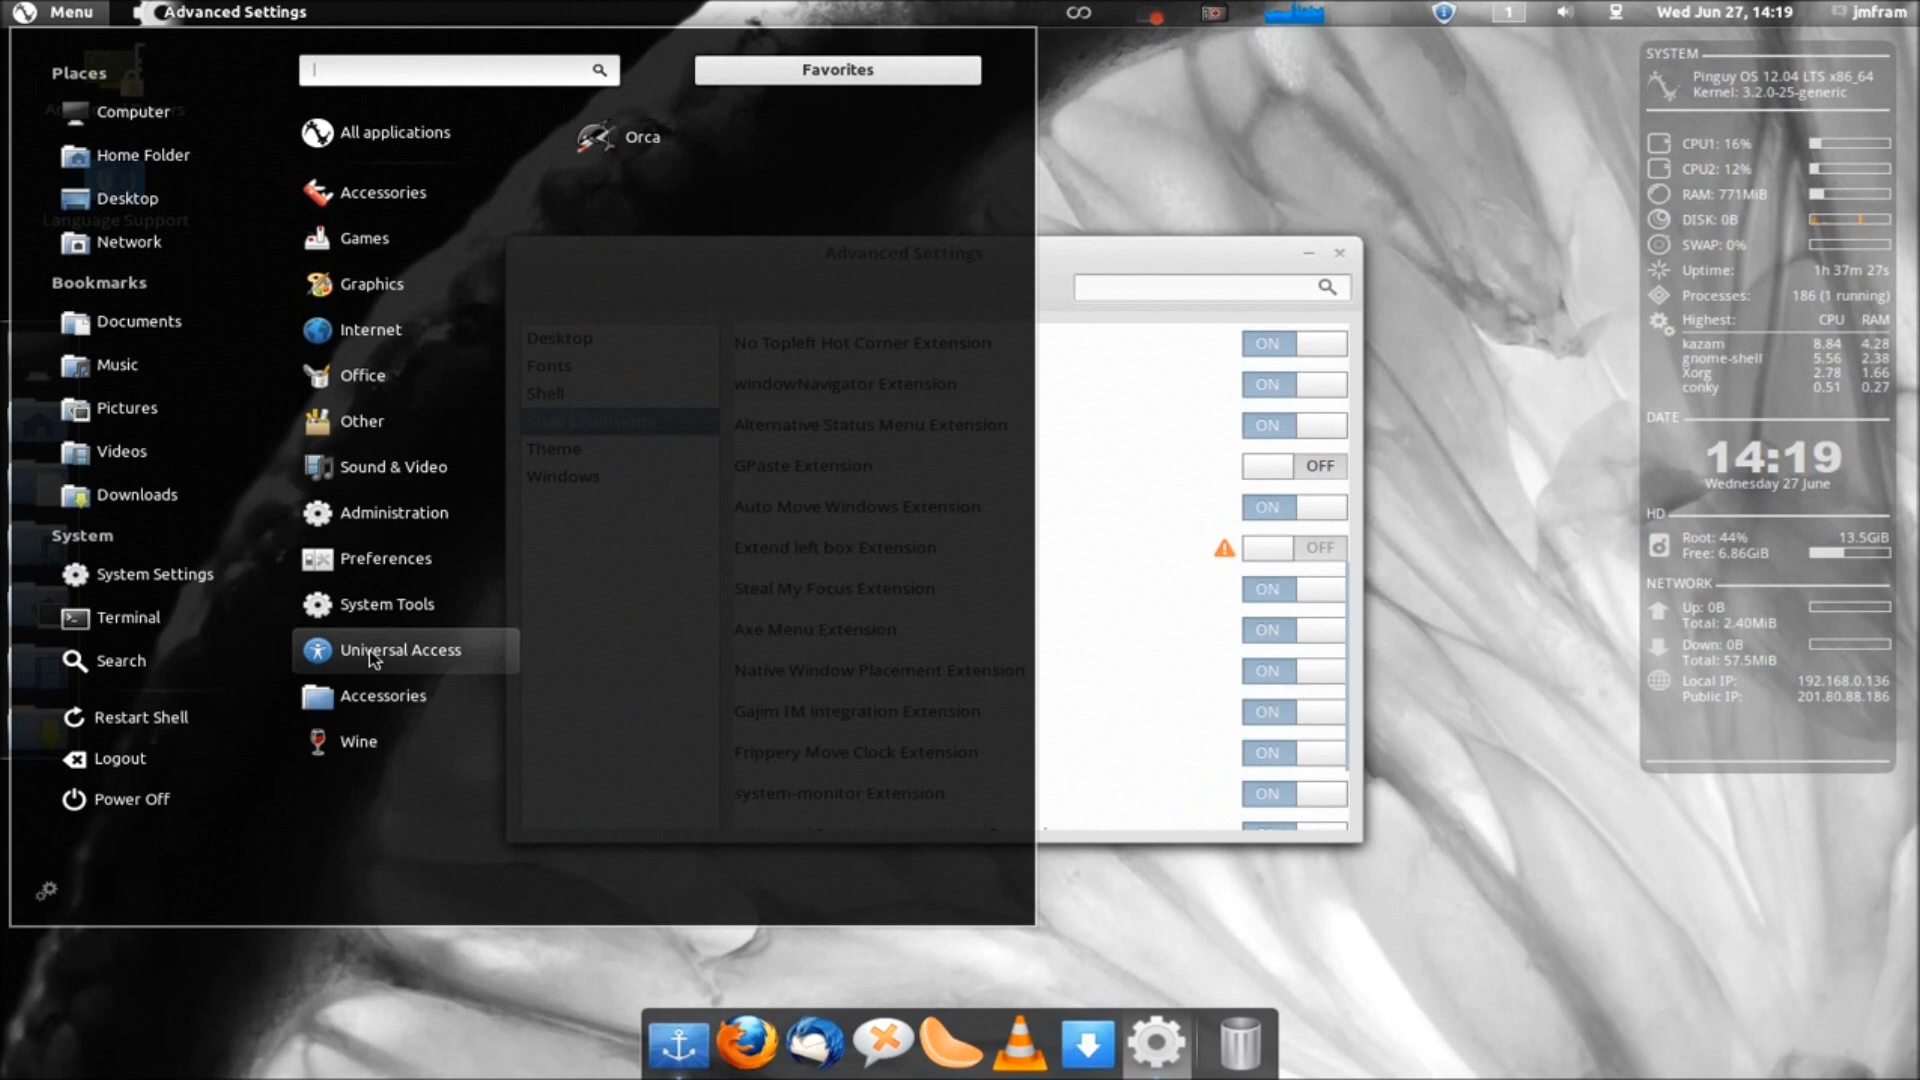 Menu
Advanced Settings
1
Wed Jun 27, 14:19
jmfram
Places
Computer
Home Folder
Desktop
Language Support
Network
Bookmarks
Documents
Music
Pictures
Videos
Downloads
System
System Settings
Terminal
Search
Restart Shell
Logout
Power Off
Favorites
All applications
Orca
Accessories
Games
Graphics
Internet
Office
Other
Sound & Video
Administration
Preferences
System Tools
Universal Access
Accessories
Wine
Advanced Settings
Desktop
Fonts
Shell
Shell Extensions
Theme
Windows
No Topleft Hot Corner Extension ON
windowNavigator Extension ON
Alternative Status Menu Extension ON
GPaste Extension OFF
Auto Move Windows Extension ON
Extend left box Extension OFF
Steal My Focus Extension ON
Axe Menu Extension ON
Native Window Placement Extension ON
Gajim IM integration Extension ON
Frippery Move Clock Extension ON
system-monitor Extension ON
SYSTEM
Pinguy OS 12.04 LTS x86_64
Kernel: 3.2.0-25-generic
CPU1: 16%
CPU2: 12%
RAM: 771MiB
DISK: 0B
SWAP: 0%
Uptime: 1h 37m 27s
Processes: 186 (1 running)
Highest: CPU RAM
kazam 8.84 4.28
gnome-shell 5.56 2.38
Xorg 2.78 1.66
conky 0.51 0.27
DATE
14:19
Wednesday 27 June
HD
Root: 44% 13.5GiB
Free: 6.86GiB
NETWORK
Up: 0B
Total: 2.40MiB
Down: 0B
Total: 57.5MiB
Local IP: 192.168.0.136
Public IP: 201.80.88.186